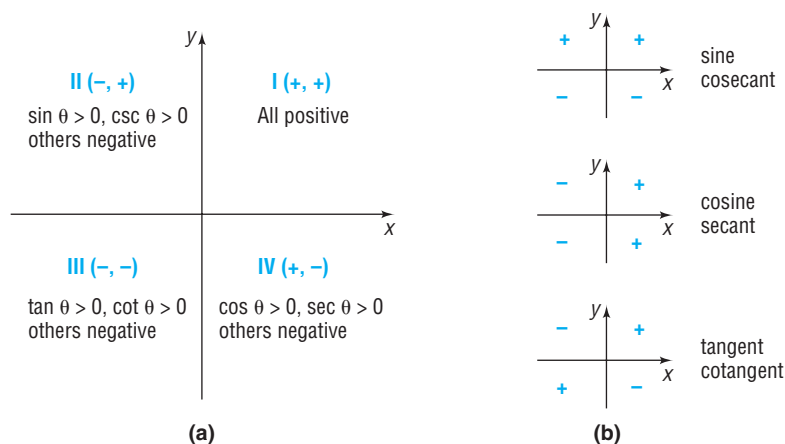 y
II (–, +)
I (+, +)
sin θ > 0, csc θ > 0
others negative
All positive
x
III (–, –)
IV (+, –)
tan θ > 0, cot θ > 0
others negative
cos θ > 0, sec θ > 0
others negative
(a)
y
+ +
x
– –
sine
cosecant
y
– +
x
– +
cosine
secant
y
– +
x
+ –
tangent
cotangent
(b)